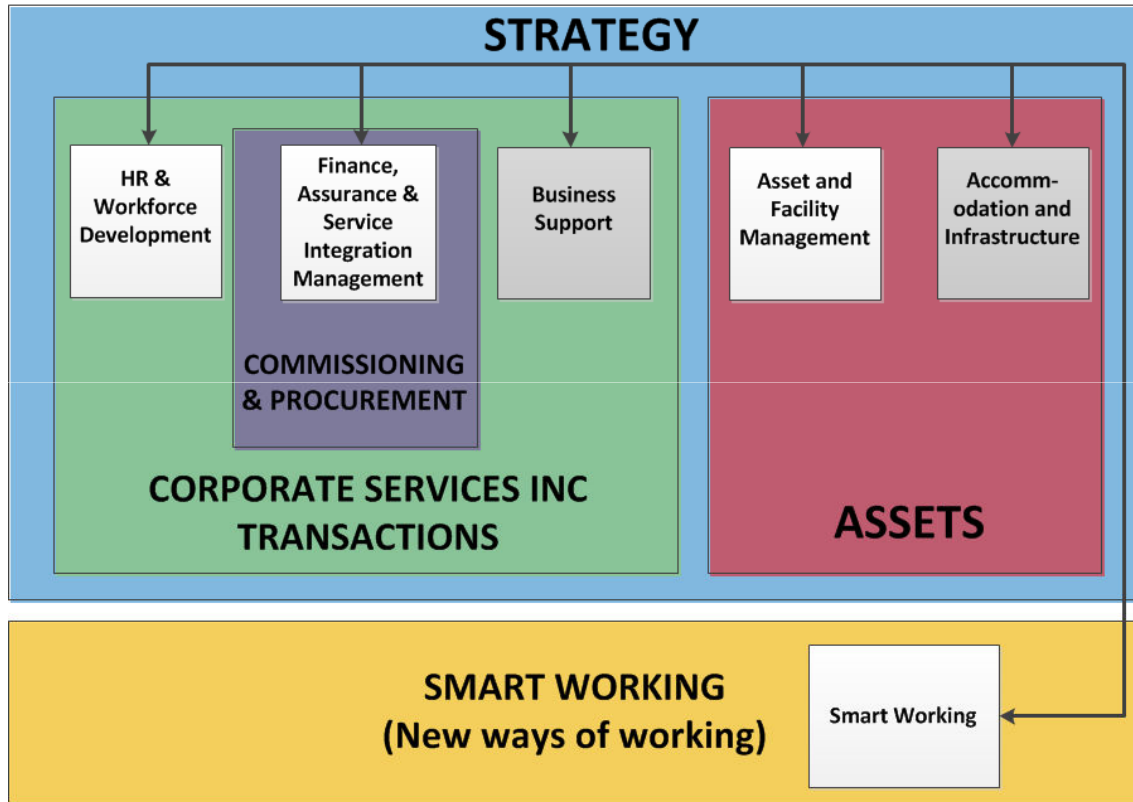 STRATEGY
HR &
Workforce
Development
Finance,
Assurance &
Service
Integration
Management
Business
Support
Asset and
Facility
Management
Accomm-
odation and
Infrastructure
COMMISSIONING
& PROCUREMENT
CORPORATE SERVICES INC
TRANSACTIONS
ASSETS
SMART WORKING
(New ways of working)
Smart Working